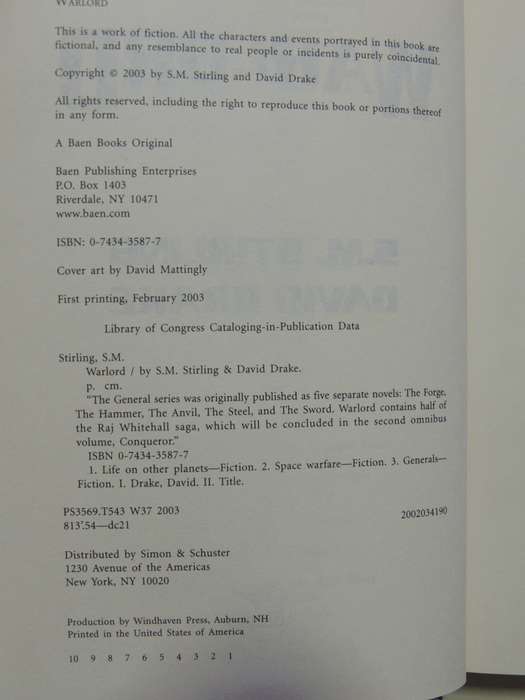 WARLORD
This is a work of fiction. All the characters and events portrayed in this book are
fictional, and any resemblance to real people or incidents is purely coincidental.
Copyright © 2003 by S.M. Stirling and David Drake
All rights reserved, including the right to reproduce this book or portions thereof
in any form.
A Baen Books Original
Baen Publishing Enterprises
P.O. Box 1403
Riverdale, NY 10471
www.baen.com
ISBN: 0-7434-3587-7
Cover art by David Mattingly
First printing, February 2003
Library of Congress Cataloging-in-Publication Data
Stirling, S.M.
Warlord / by S.M. Stirling & David Drake.
p. cm.
"The General series was originally published as five separate novels: The Forge,
The Hammer, The Anvil, The Steel, and The Sword. Warlord contains half of
the Raj Whitehall saga, which will be concluded in the second omnibus
volume, Conqueror."
ISBN 0-7434-3587-7
1. Life on other planets—Fiction. 2. Space warfare—Fiction. 3. Generals—
Fiction. I. Drake, David. II. Title.
PS3569.T543 W37 2003
813'.54—dc21
2002034190
Distributed by Simon & Schuster
1230 Avenue of the Americas
New York, NY 10020
Production by Windhaven Press, Auburn, NH
Printed in the United States of America
10 9 8 7 6 5 4 3 2 1